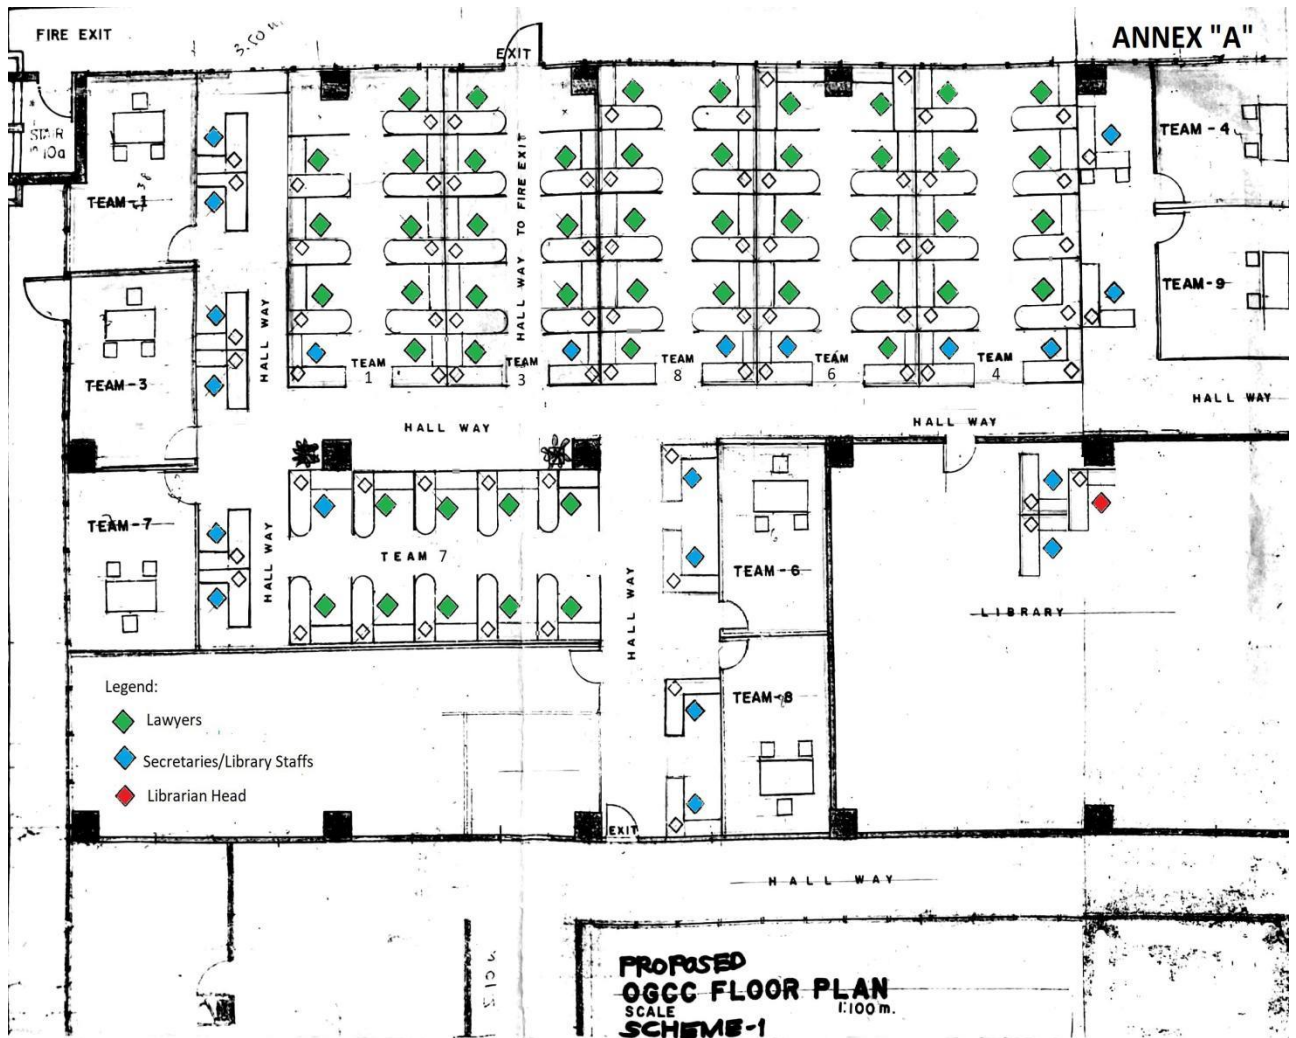 FIRE EXIT
3.50 m
EXIT
ANNEX "A"
STAIR
TEAM-1
TEAM-4
TEAM-9
HALL WAY TO FIRE EXIT
HALL WAY
TEAM-3
TEAM
1
TEAM
3
TEAM
8
TEAM
6
TEAM
4
HALL WAY
HALL WAY
HALL WAY
TEAM-7
HALL WAY
TEAM 7
HALL WAY
TEAM-6
LIBRARY
TEAM-8
Legend:
Lawyers
Secretaries/Library Staffs
Librarian Head
EXIT
HALL WAY
PROPOSED
OGCC FLOOR PLAN
SCALE 1:100 m.
SCHEME-1